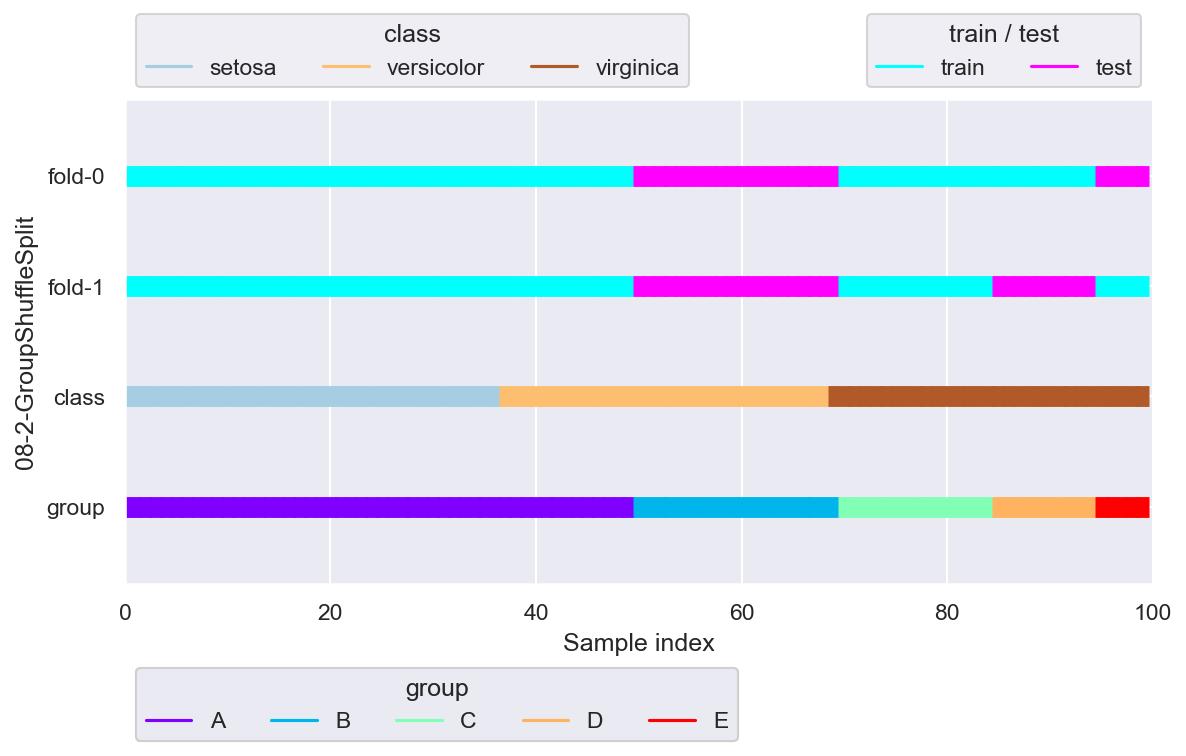 class
setosa versicolor virginica
train / test
train test
08-2-GroupShuffleSplit
fold-0
fold-1
class
group
0 20 40 60 80 100
Sample index
group
A B C D E